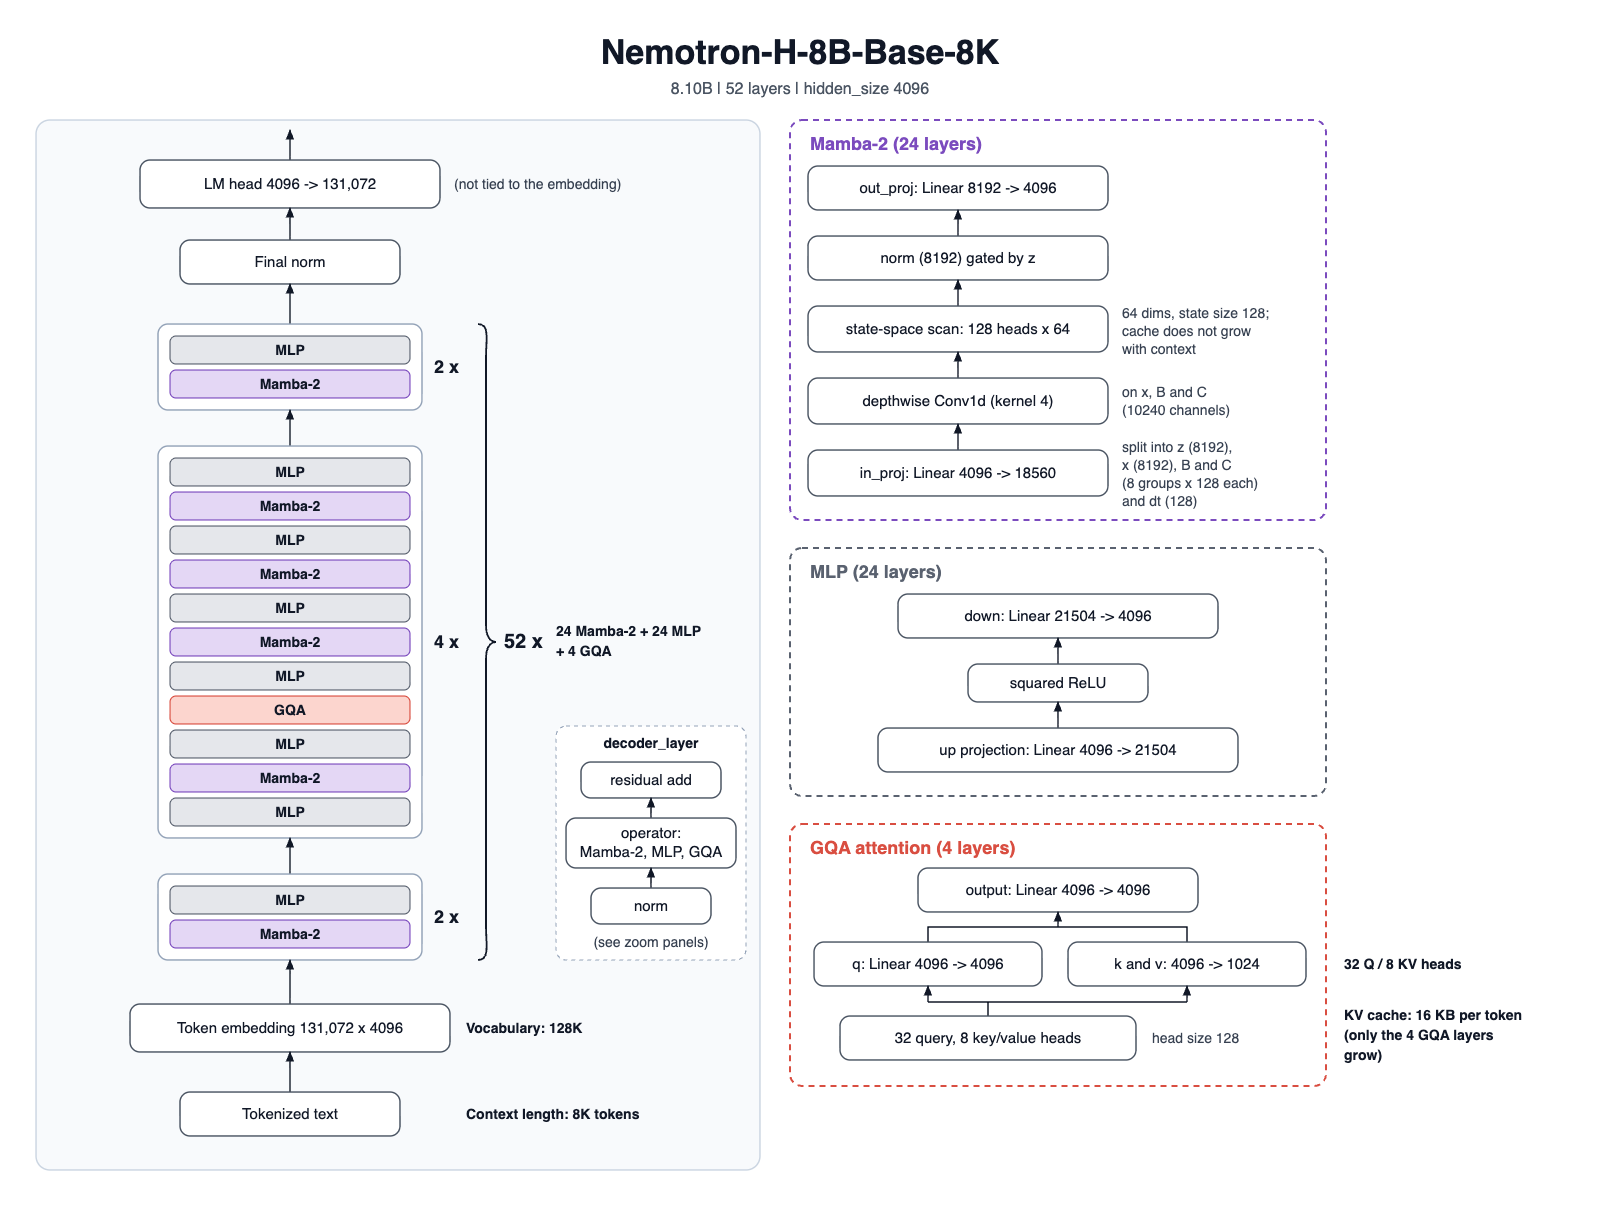 Nemotron-H-8B-Base-8K
8.10B | 52 layers | hidden_size 4096
LM head 4096 -> 131,072
(not tied to the embedding)
Final norm
MLP
Mamba-2
2 x
MLP
Mamba-2
MLP
Mamba-2
MLP
Mamba-2
MLP
GQA
MLP
Mamba-2
MLP
4 x
52 x
24 Mamba-2 + 24 MLP
+ 4 GQA
MLP
Mamba-2
2 x
decoder_layer
residual add
operator:
Mamba-2, MLP, GQA
norm
(see zoom panels)
Token embedding 131,072 x 4096
Vocabulary: 128K
Tokenized text
Context length: 8K tokens
Mamba-2 (24 layers)
out_proj: Linear 8192 -> 4096
norm (8192) gated by z
state-space scan: 128 heads x 64
64 dims, state size 128;
cache does not grow
with context
depthwise Conv1d (kernel 4)
on x, B and C
(10240 channels)
in_proj: Linear 4096 -> 18560
split into z (8192),
x (8192), B and C
(8 groups x 128 each)
and dt (128)
MLP (24 layers)
down: Linear 21504 -> 4096
squared ReLU
up projection: Linear 4096 -> 21504
GQA attention (4 layers)
output: Linear 4096 -> 4096
q: Linear 4096 -> 4096
k and v: 4096 -> 1024
32 query, 8 key/value heads
head size 128
32 Q / 8 KV heads
KV cache: 16 KB per token
(only the 4 GQA layers
grow)